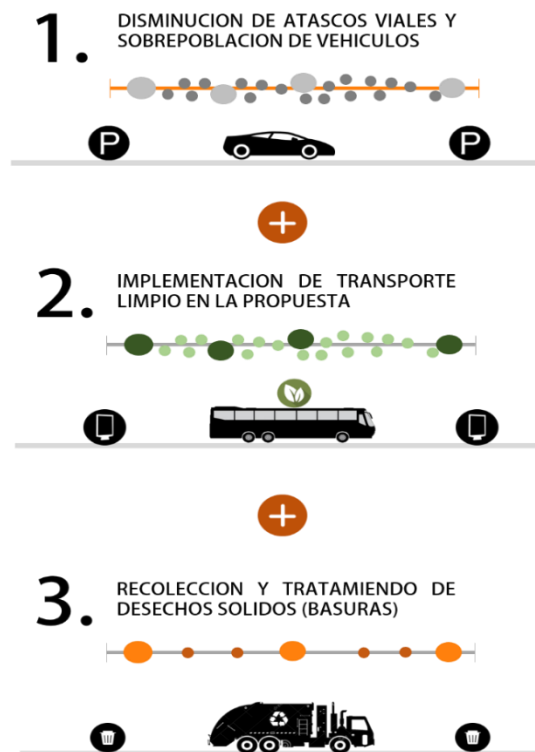 1. DISMINUCION DE ATASCOS VIALES Y
SOBREPOBLACION DE VEHICULOS
P P
+
2. IMPLEMENTACION DE TRANSPORTE
LIMPIO EN LA PROPUESTA
+
3. RECOLECCION Y TRATAMIENDO DE
DESECHOS SOLIDOS (BASURAS)